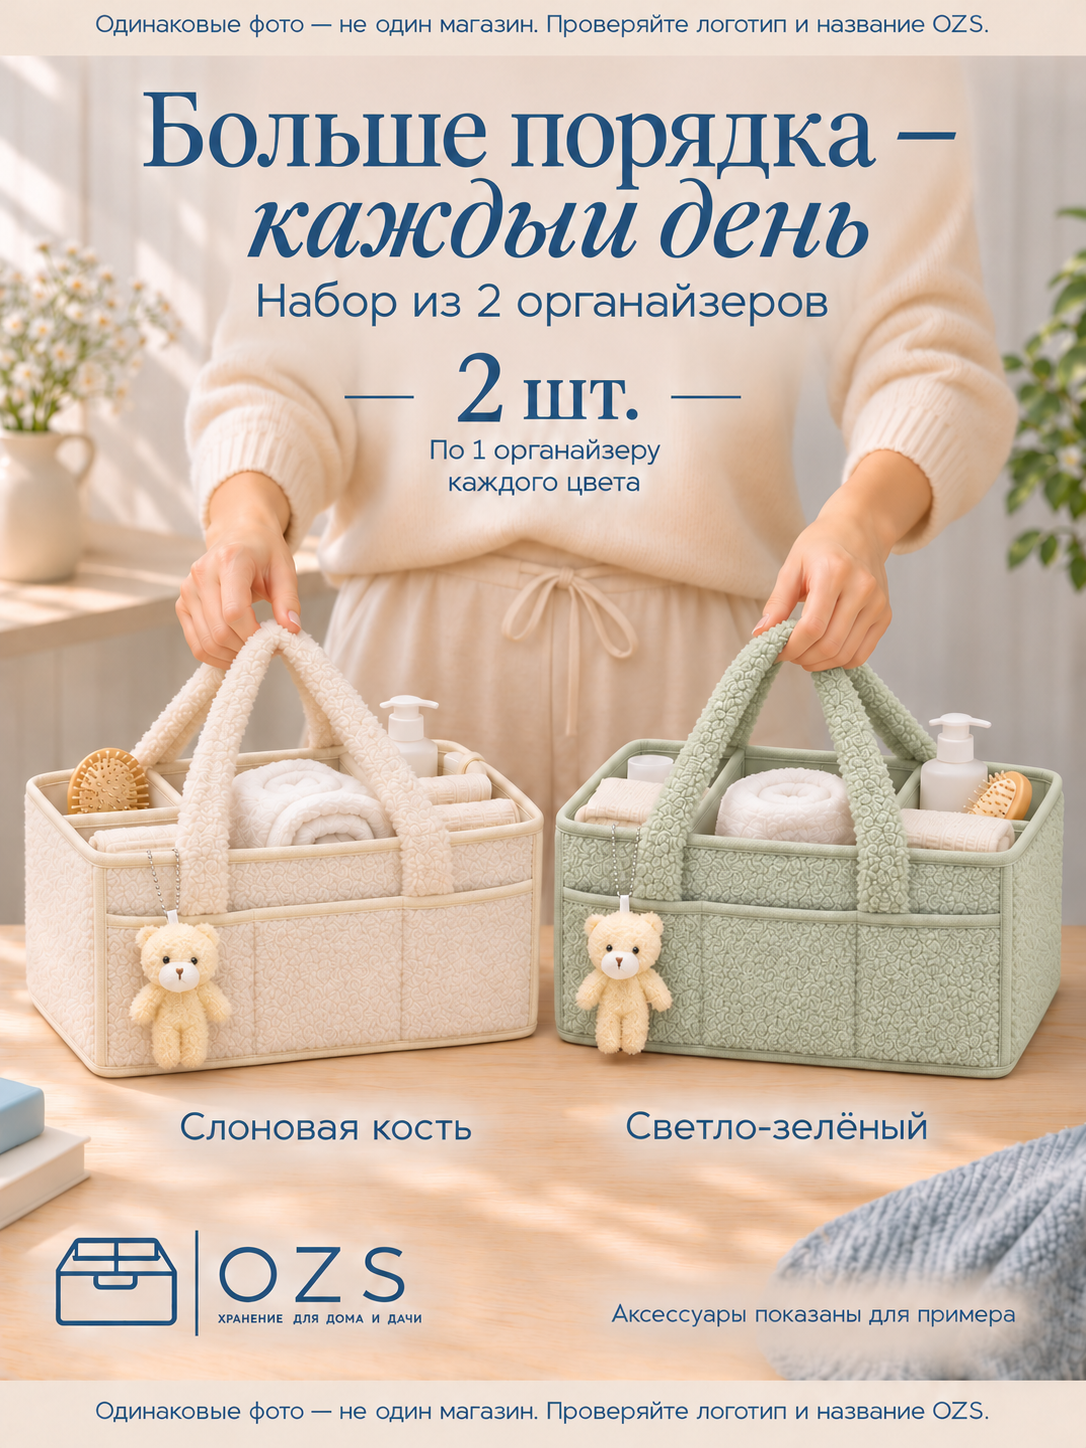 Одинаковые фото — не один магазин. Проверяйте логотип и название OZS.
Больше порядка —
каждый день
Набор из 2 органайзеров
2 шт.
По 1 органайзеру
каждого цвета
Слоновая кость
Светло-зелёный
OZS
ХРАНЕНИЕ ДЛЯ ДОМА И ДАЧИ
Аксессуары показаны для примера
Одинаковые фото — не один магазин. Проверяйте логотип и название OZS.